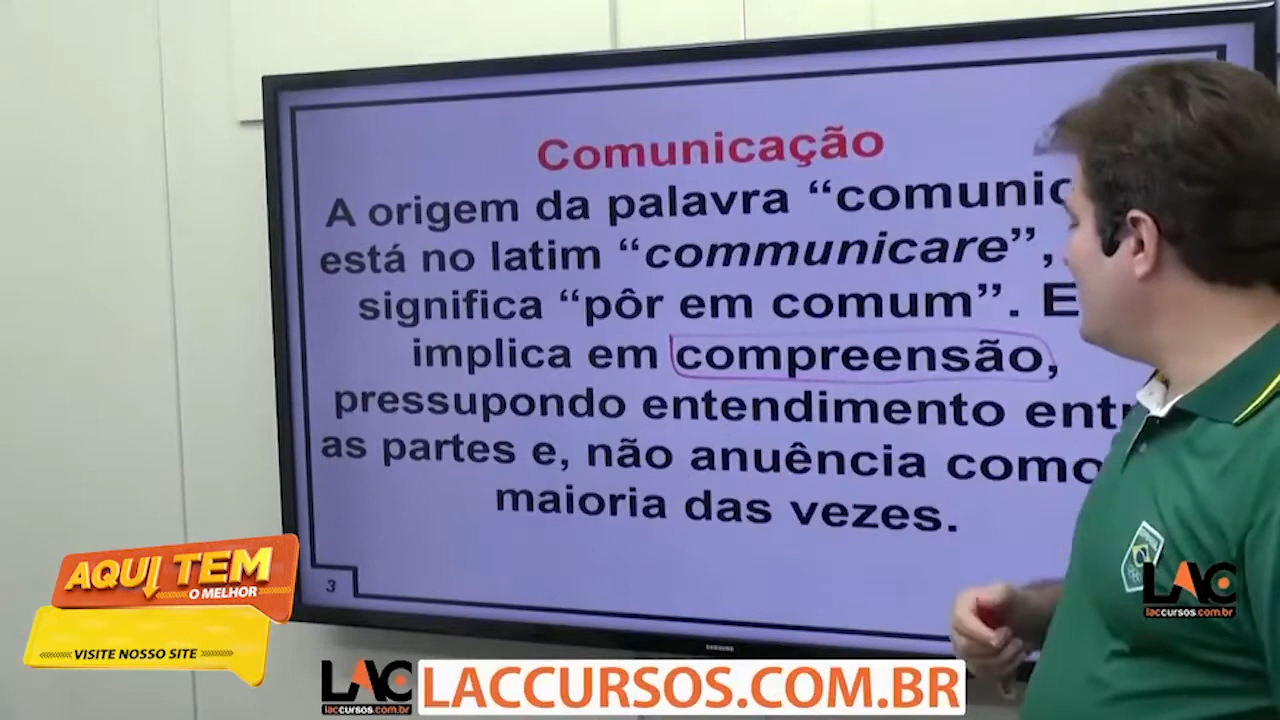 Comunicação
A origem da palavra “comunic
está no latim “communicare”,
significa “pôr em comum”. E
implica em compreensão,
pressupondo entendimento entr
as partes e, não anuência como
maioria das vezes.
3
SAMSUNG
AQUI TEM
O MELHOR
VISITE NOSSO SITE
LAC
laccursos.com.br
LACCURSOS.COM.BR
LAC
laccursos.com.br